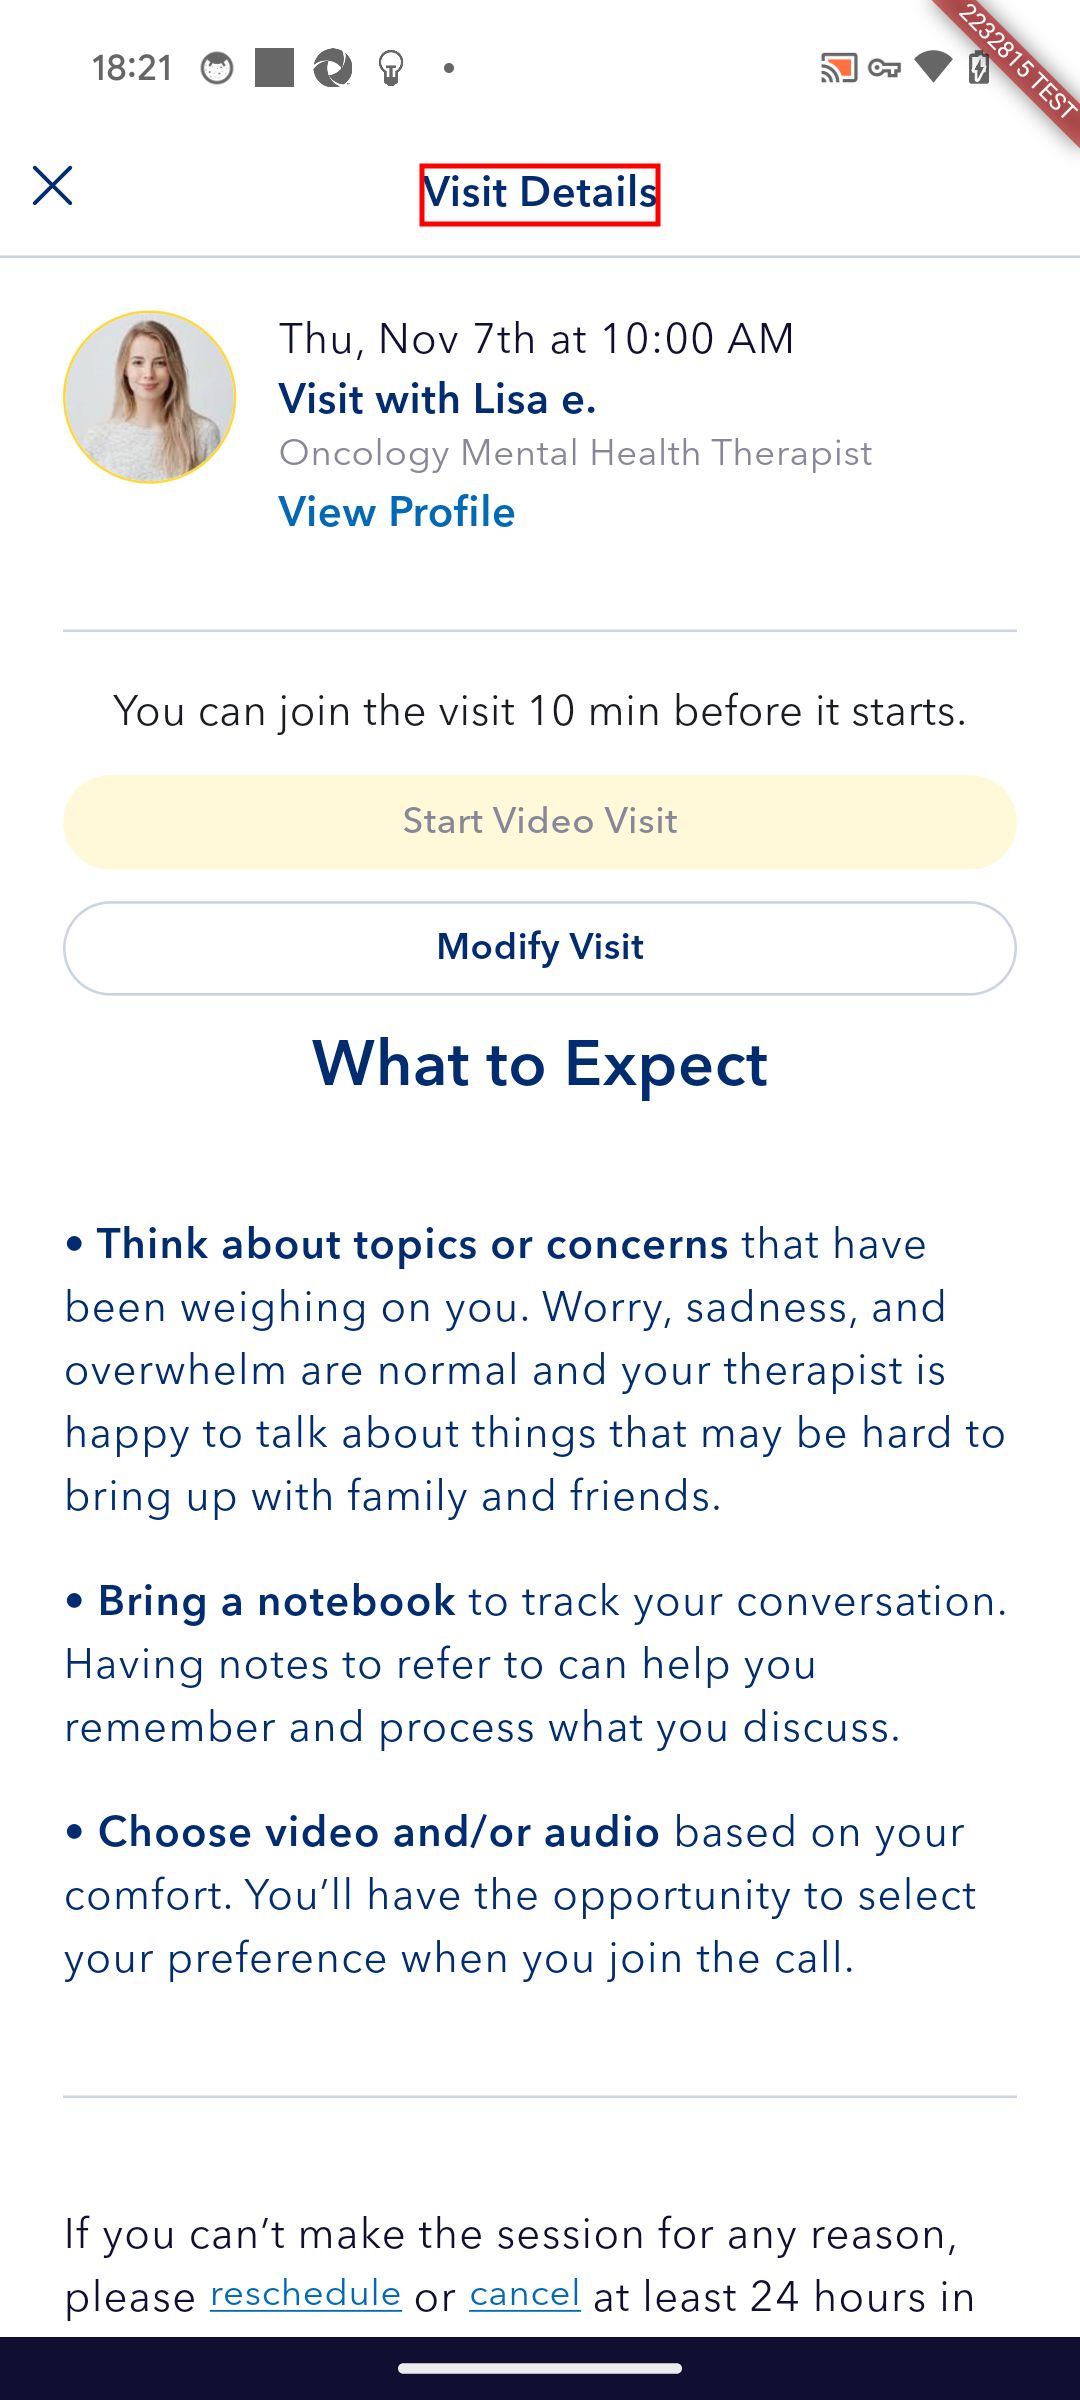 18:21
2232815 TEST
Visit Details
Thu, Nov 7th at 10:00 AM
Visit with Lisa e.
Oncology Mental Health Therapist
View Profile
You can join the visit 10 min before it starts.
Start Video Visit
Modify Visit
What to Expect
• Think about topics or concerns that have
been weighing on you. Worry, sadness, and
overwhelm are normal and your therapist is
happy to talk about things that may be hard to
bring up with family and friends.
• Bring a notebook to track your conversation.
Having notes to refer to can help you
remember and process what you discuss.
• Choose video and/or audio based on your
comfort. You’ll have the opportunity to select
your preference when you join the call.
If you can’t make the session for any reason,
please reschedule or cancel at least 24 hours in